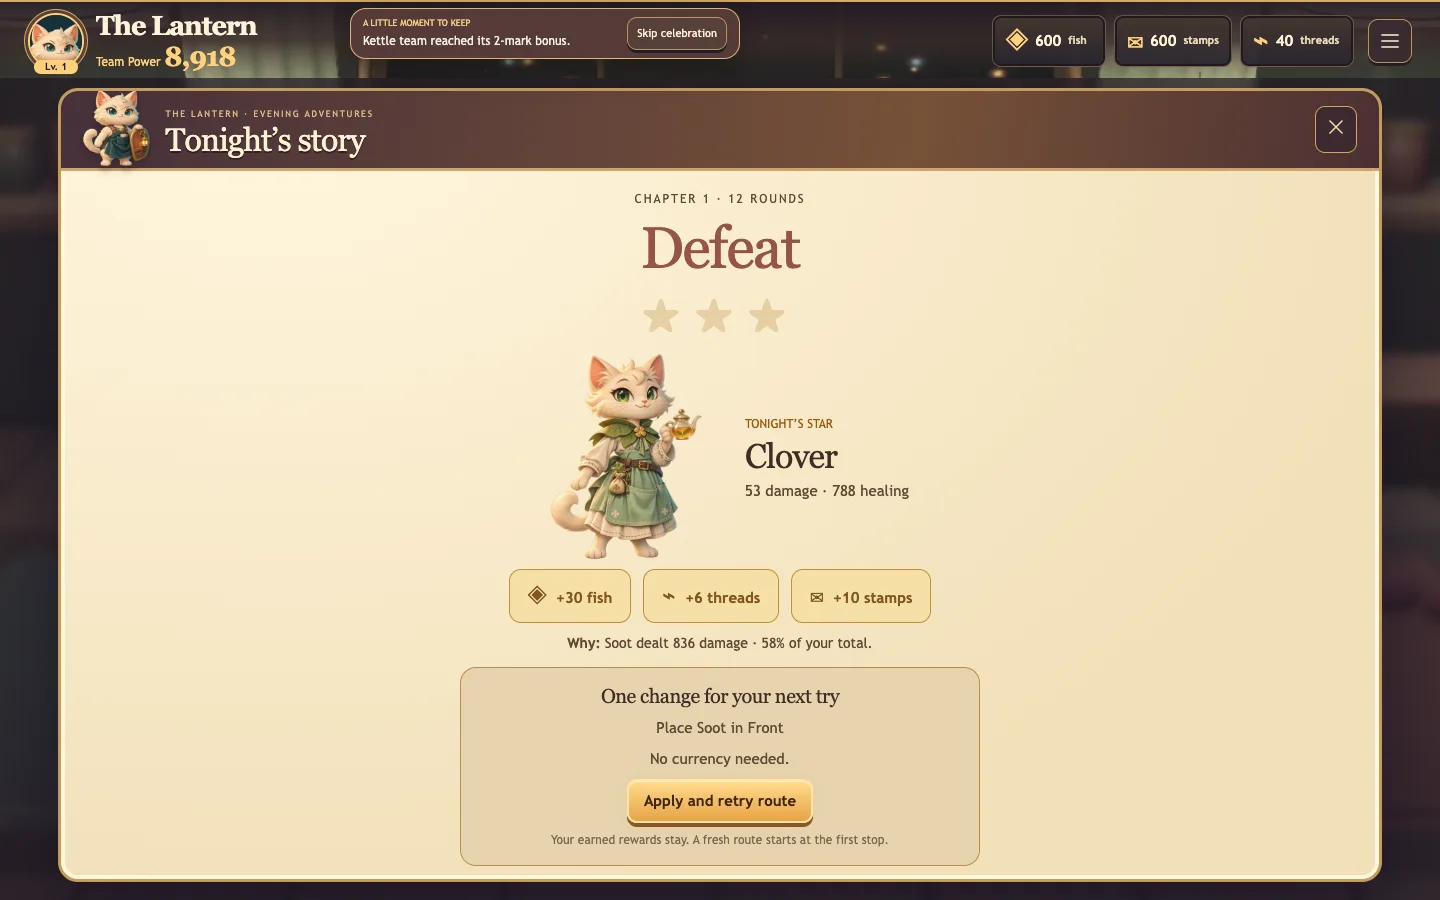 The Lantern
Team Power 8,918
Lv. 1
A LITTLE MOMENT TO KEEP
Kettle team reached its 2-mark bonus.
Skip celebration
600 fish
600 stamps
40 threads
THE LANTERN · EVENING ADVENTURES
Tonight’s story
CHAPTER 1 · 12 ROUNDS
Defeat
TONIGHT’S STAR
Clover
53 damage · 788 healing
+30 fish
+6 threads
+10 stamps
Why: Soot dealt 836 damage · 58% of your total.
One change for your next try
Place Soot in Front
No currency needed.
Apply and retry route
Your earned rewards stay. A fresh route starts at the first stop.